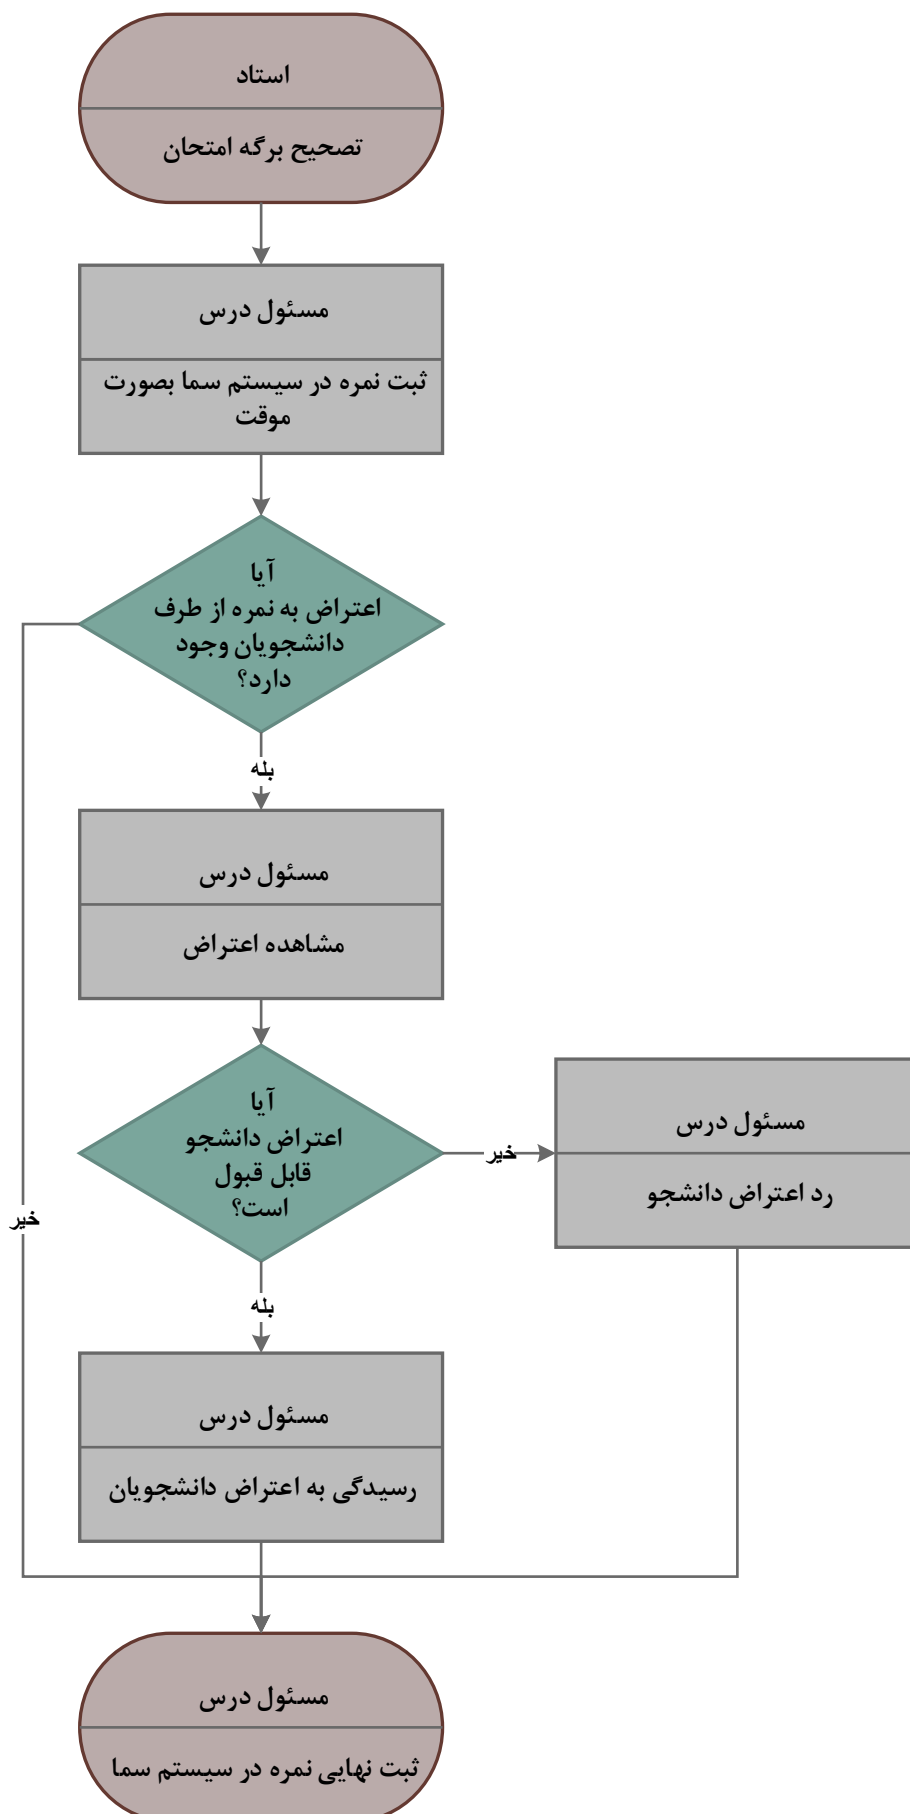 استاد
تصحیح برگه امتحان
مسئول درس
ثبت نمره در سیستم سما بصورت
موقت
آیا
اعتراض به نمره از طرف
دانشجویان وجود
دارد؟
بله
مسئول درس
مشاهده اعتراض
آیا
اعتراض دانشجو
قابل قبول
است؟
خیر
مسئول درس
رد اعتراض دانشجو
خیر
بله
مسئول درس
رسیدگی به اعتراض دانشجویان
مسئول درس
ثبت نهایی نمره در سیستم سما